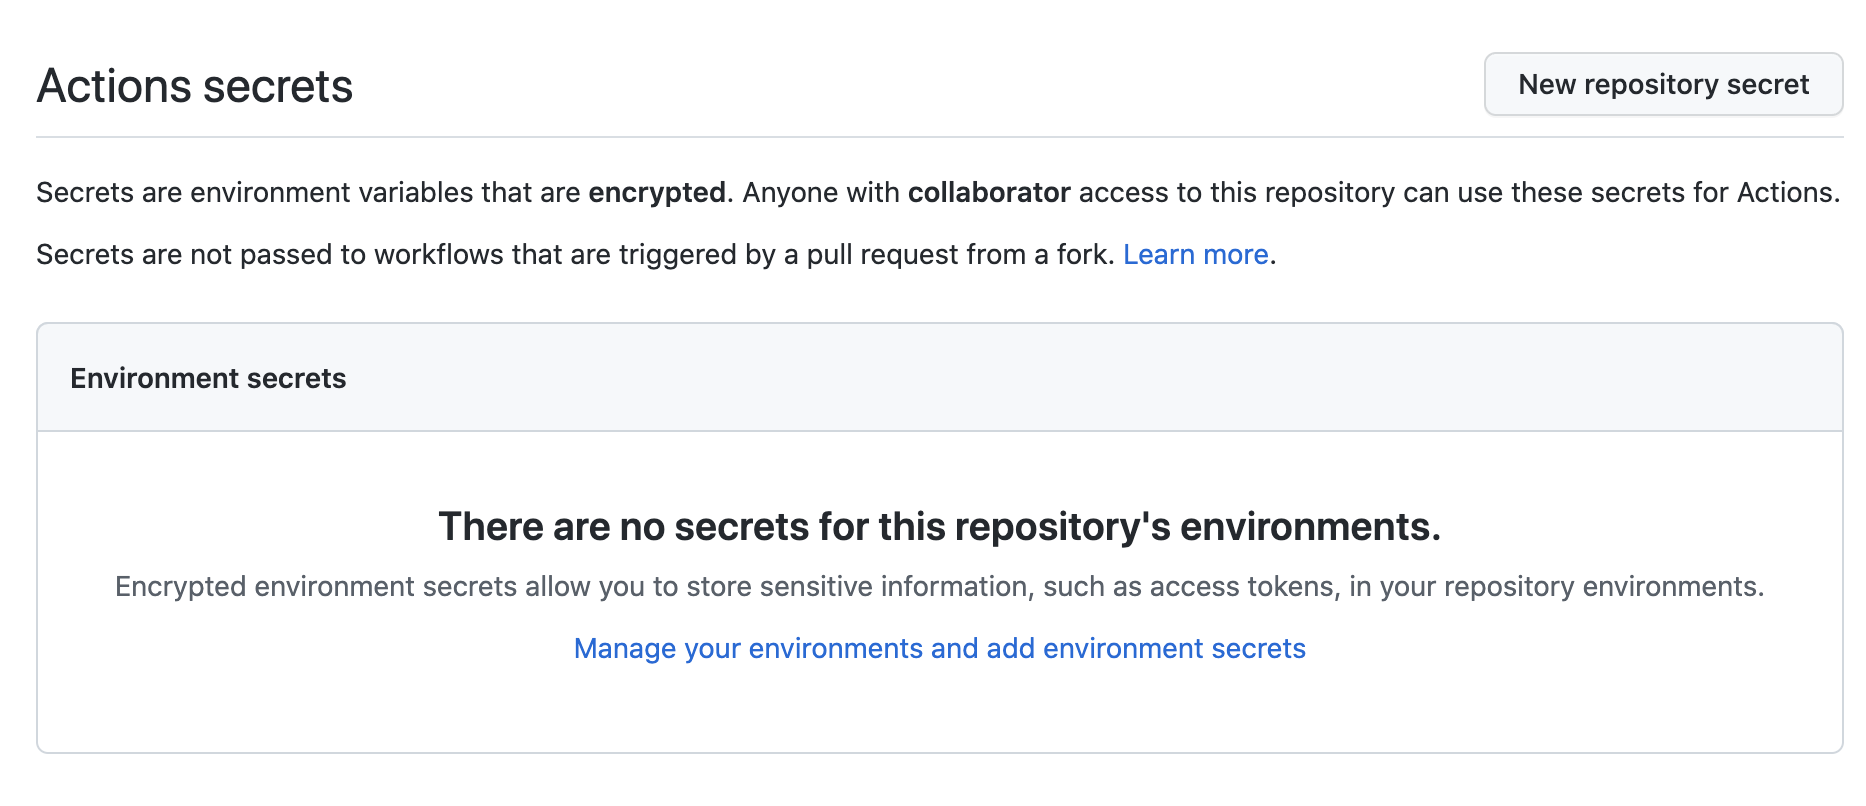 Actions secrets
New repository secret
Secrets are environment variables that are encrypted. Anyone with collaborator access to this repository can use these secrets for Actions.
Secrets are not passed to workflows that are triggered by a pull request from a fork. Learn more.
Environment secrets
There are no secrets for this repository's environments.
Encrypted environment secrets allow you to store sensitive information, such as access tokens, in your repository environments.
Manage your environments and add environment secrets